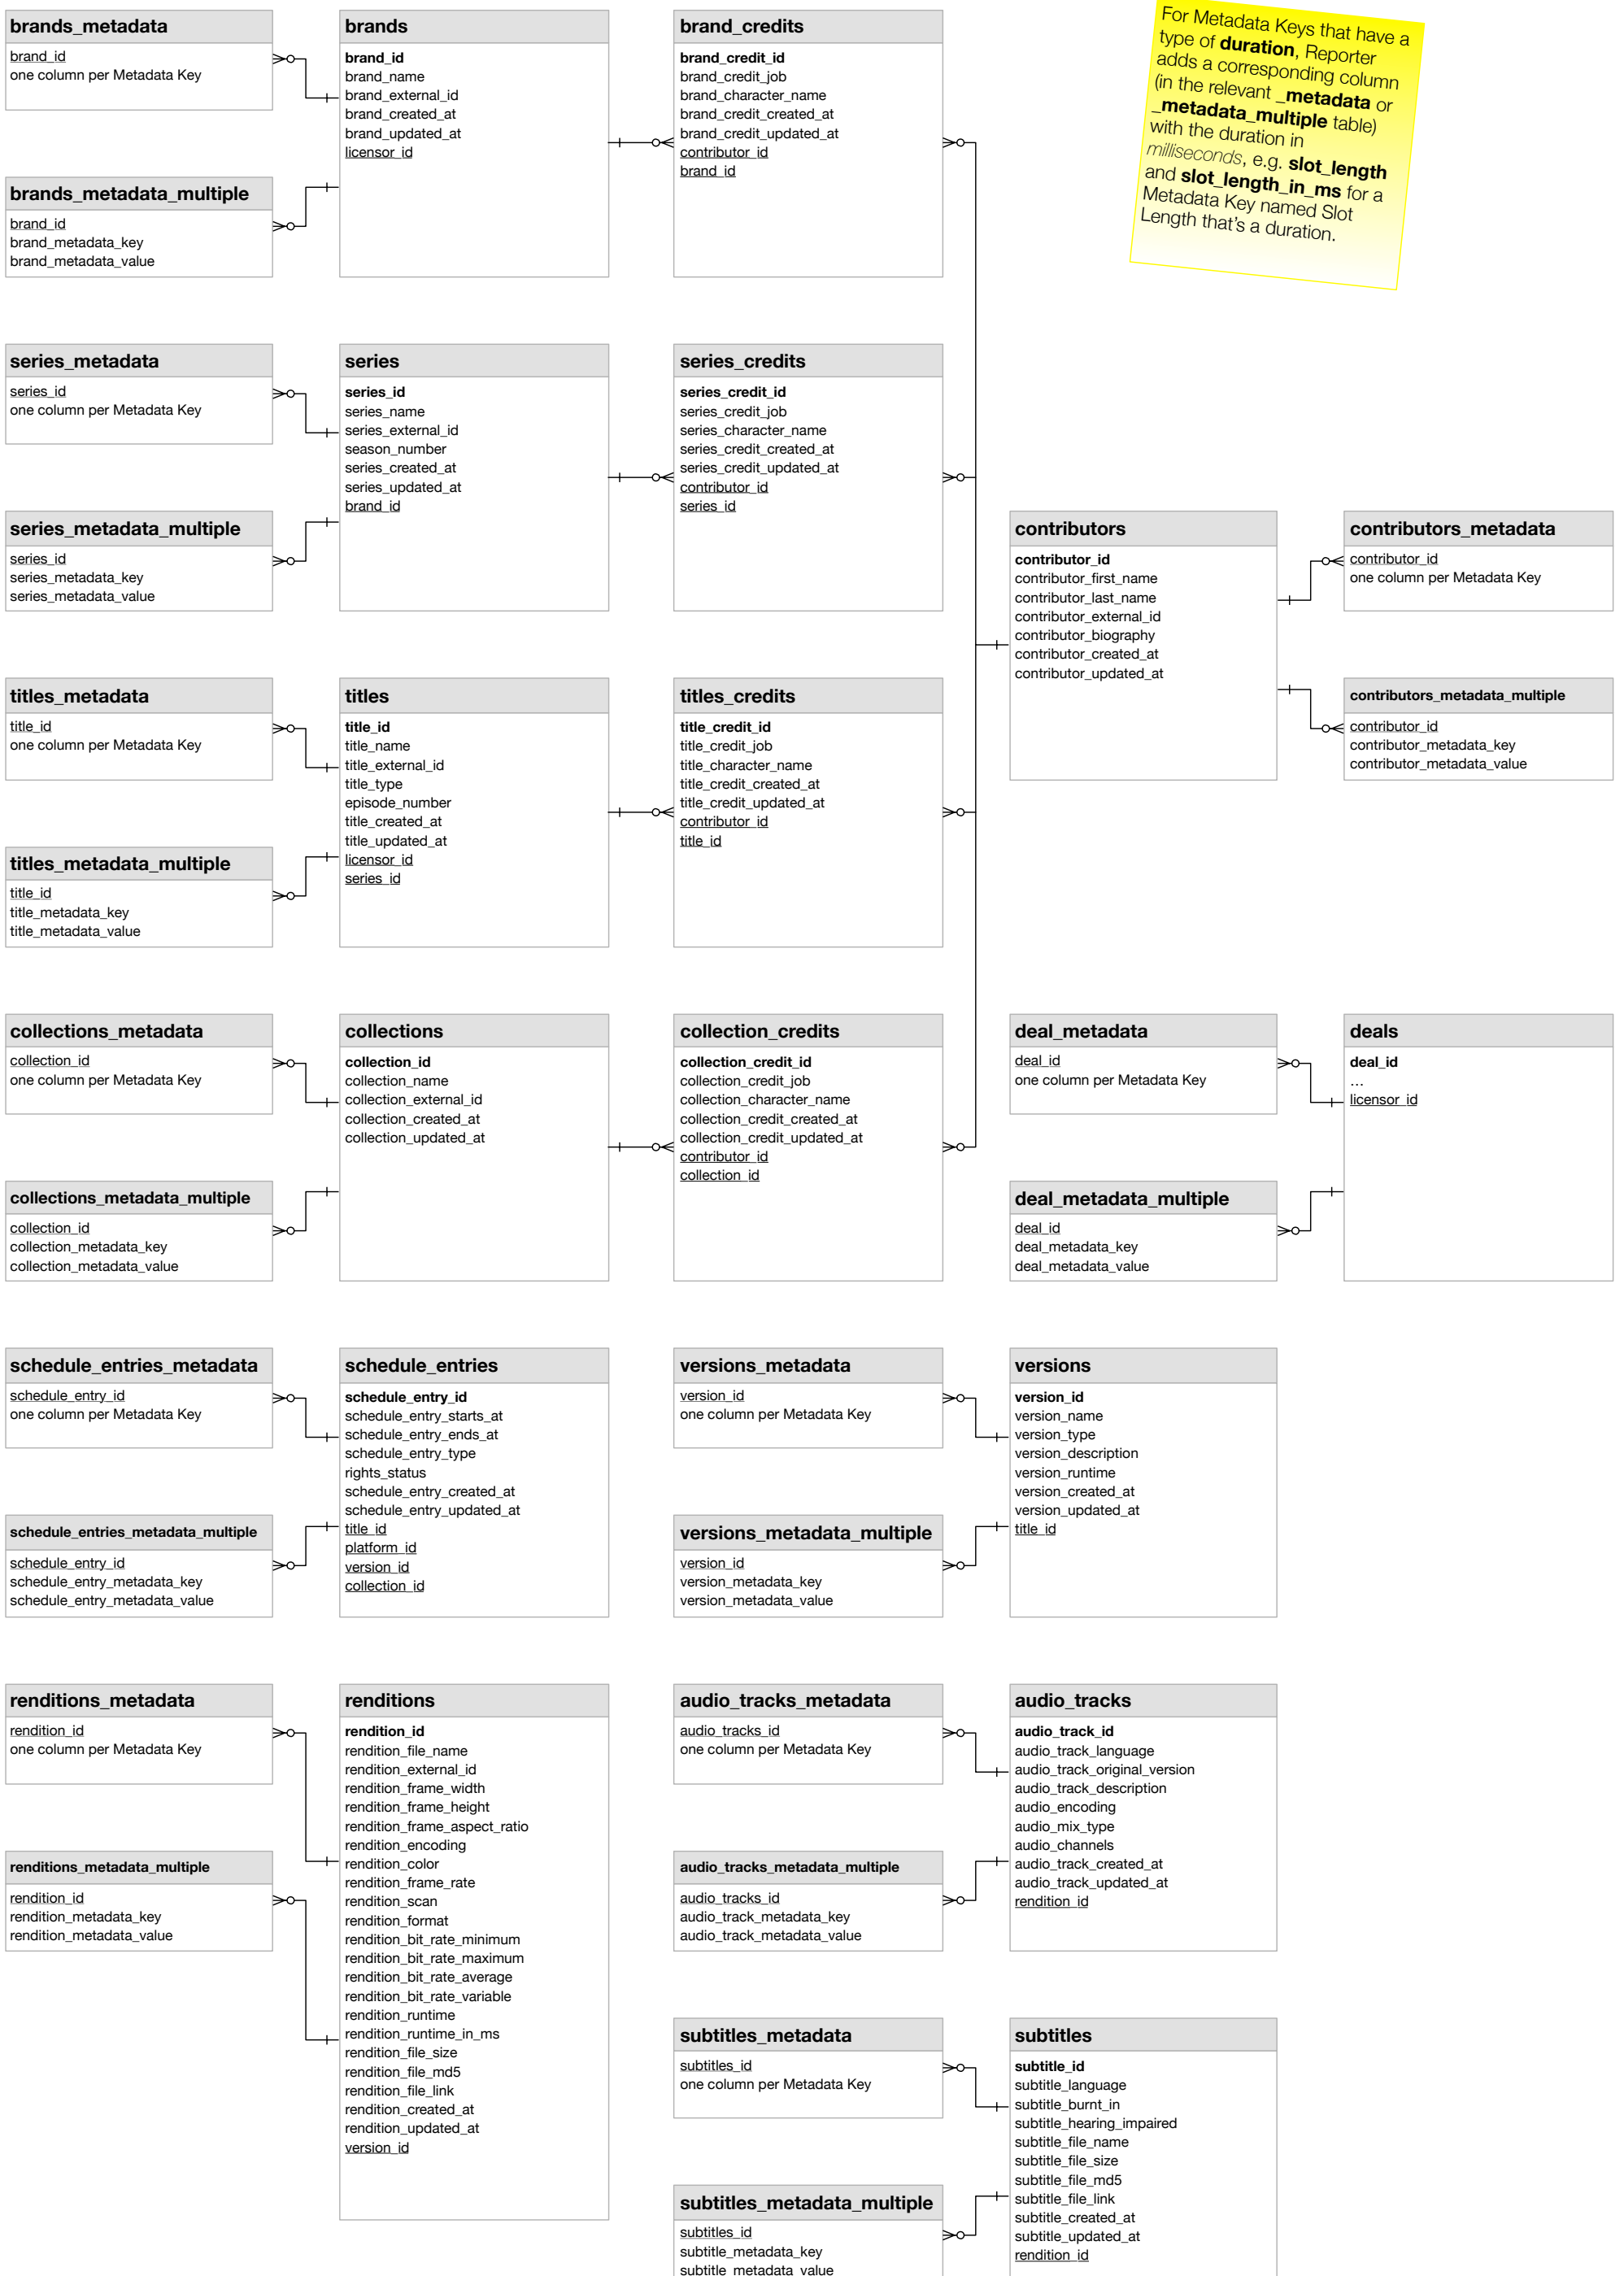 brands_metadata
brand_id
one column per Metadata Key
brands
brand_id
brand_name
brand_external_id
brand_created_at
brand_updated_at
licensor_id
brand_credits
brand_credit_id
brand_credit_job
brand_character_name
brand_credit_created_at
brand_credit_updated_at
contributor_id
brand_id
For Metadata Keys that have a
type of duration, Reporter
adds a corresponding column
(in the relevant _metadata or
_metadata_multiple table)
with the duration in
milliseconds, e.g. slot_length
and slot_length_in_ms for a
Metadata Key named Slot
Length that's a duration.
brands_metadata_multiple
brand_id
brand_metadata_key
brand_metadata_value
series_metadata
series_id
one column per Metadata Key
series
series_id
series_name
series_external_id
season_number
series_created_at
series_updated_at
brand_id
series_credits
series_credit_id
series_credit_job
series_character_name
series_credit_created_at
series_credit_updated_at
contributor_id
series_id
series_metadata_multiple
series_id
series_metadata_key
series_metadata_value
contributors
contributor_id
contributor_first_name
contributor_last_name
contributor_external_id
contributor_biography
contributor_created_at
contributor_updated_at
contributors_metadata
contributor_id
one column per Metadata Key
contributors_metadata_multiple
contributor_id
contributor_metadata_key
contributor_metadata_value
titles_metadata
title_id
one column per Metadata Key
titles
title_id
title_name
title_external_id
title_type
episode_number
title_created_at
title_updated_at
licensor_id
series_id
titles_credits
title_credit_id
title_credit_job
title_character_name
title_credit_created_at
title_credit_updated_at
contributor_id
title_id
titles_metadata_multiple
title_id
title_metadata_key
title_metadata_value
collections_metadata
collection_id
one column per Metadata Key
collections
collection_id
collection_name
collection_external_id
collection_created_at
collection_updated_at
collection_credits
collection_credit_id
collection_credit_job
collection_character_name
collection_credit_created_at
collection_credit_updated_at
contributor_id
collection_id
deal_metadata
deal_id
one column per Metadata Key
deals
deal_id
…
licensor_id
collections_metadata_multiple
collection_id
collection_metadata_key
collection_metadata_value
deal_metadata_multiple
deal_id
deal_metadata_key
deal_metadata_value
schedule_entries_metadata
schedule_entry_id
one column per Metadata Key
schedule_entries
schedule_entry_id
schedule_entry_starts_at
schedule_entry_ends_at
schedule_entry_type
rights_status
schedule_entry_created_at
schedule_entry_updated_at
title_id
platform_id
version_id
collection_id
versions_metadata
version_id
one column per Metadata Key
versions
version_id
version_name
version_type
version_description
version_runtime
version_created_at
version_updated_at
title_id
schedule_entries_metadata_multiple
schedule_entry_id
schedule_entry_metadata_key
schedule_entry_metadata_value
versions_metadata_multiple
version_id
version_metadata_key
version_metadata_value
renditions_metadata
rendition_id
one column per Metadata Key
renditions
rendition_id
rendition_file_name
rendition_external_id
rendition_frame_width
rendition_frame_height
rendition_frame_aspect_ratio
rendition_encoding
rendition_color
rendition_frame_rate
rendition_scan
rendition_format
rendition_bit_rate_minimum
rendition_bit_rate_maximum
rendition_bit_rate_average
rendition_bit_rate_variable
rendition_runtime
rendition_runtime_in_ms
rendition_file_size
rendition_file_md5
rendition_file_link
rendition_created_at
rendition_updated_at
version_id
audio_tracks_metadata
audio_tracks_id
one column per Metadata Key
audio_tracks
audio_track_id
audio_track_language
audio_track_original_version
audio_track_description
audio_encoding
audio_mix_type
audio_channels
audio_track_created_at
audio_track_updated_at
rendition_id
renditions_metadata_multiple
rendition_id
rendition_metadata_key
rendition_metadata_value
audio_tracks_metadata_multiple
audio_tracks_id
audio_track_metadata_key
audio_track_metadata_value
subtitles_metadata
subtitles_id
one column per Metadata Key
subtitles
subtitle_id
subtitle_language
subtitle_burnt_in
subtitle_hearing_impaired
subtitle_file_name
subtitle_file_size
subtitle_file_md5
subtitle_file_link
subtitle_created_at
subtitle_updated_at
rendition_id
subtitles_metadata_multiple
subtitles_id
subtitle_metadata_key
subtitle_metadata_value